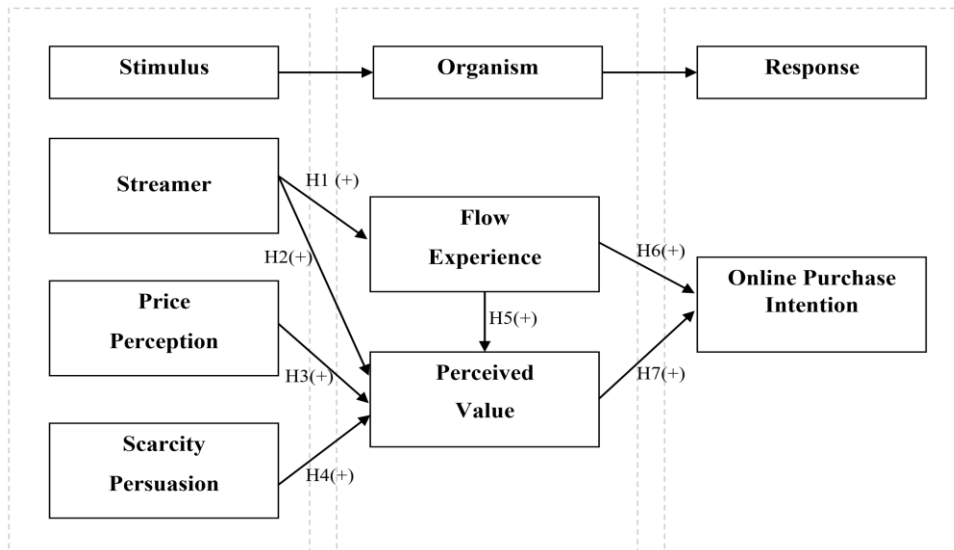 Stimulus
Organism
Response
Streamer
H1 (+)
Flow
Experience
H2(+)
H6(+)
Online Purchase
Intention
Price
Perception
H5(+)
H3(+)
Perceived
Value
H7(+)
Scarcity
Persuasion
H4(+)